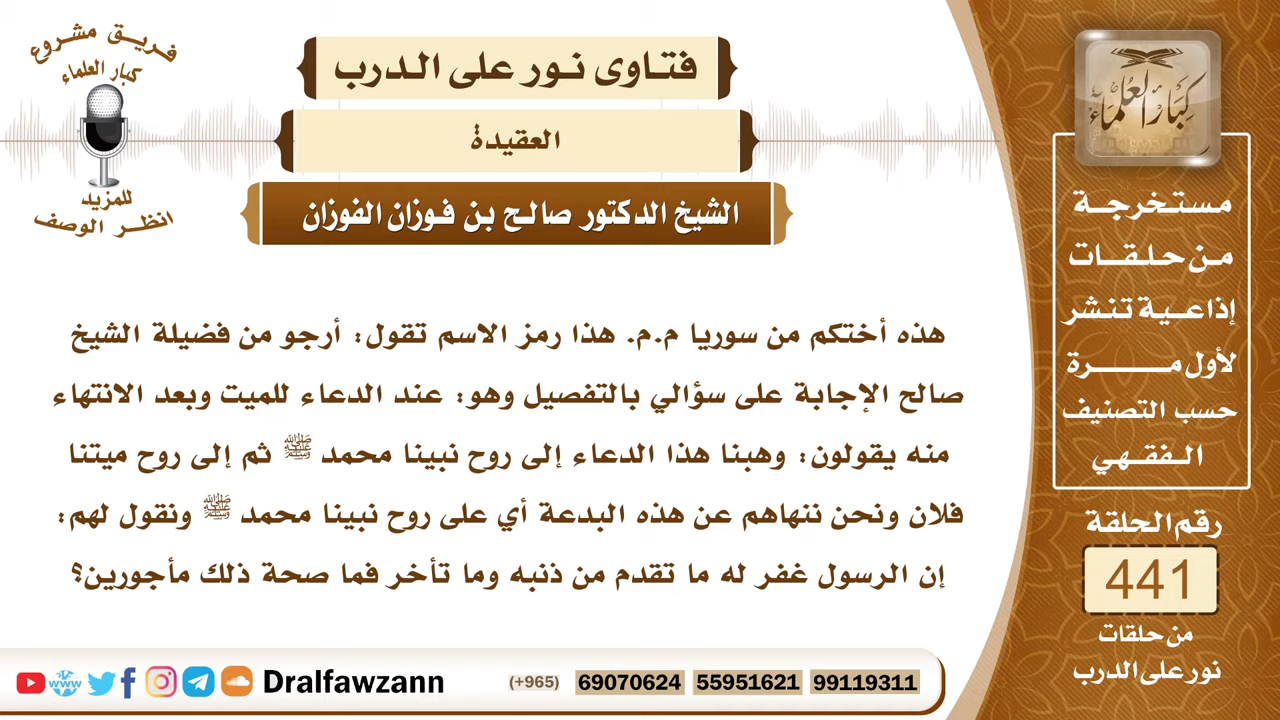 فريق مشروع
كبار العلماء
للمزيد
انظر الوصف
فتاوى نور على الدرب
العقيدة
الشيخ الدكتور صالح بن فوزان الفوزان
هذه أختكم من سوريا م.م. هذا رمز الاسم تقول: أرجو من فضيلة الشيخ
صالح الإجابة على سؤالي بالتفصيل وهو: عند الدعاء للميت وبعد الانتهاء
منه يقولون: وهبنا هذا الدعاء إلى روح نبينا محمد ﷺ ثم إلى روح ميتنا
فلان ونحن ننهاهم عن هذه البدعة أي على روح نبينا محمد ﷺ ونقول لهم:
إن الرسول غفر له ما تقدم من ذنبه وما تأخر فما صحة ذلك مأجورين؟
كبار العلماء
مستخرجة
من حلقات
إذاعية تنشر
لأول مرة
حسب التصنيف
الفقهي
رقم الحلقة
441
من حلقات
نور على الدرب
www Dralfawzann (+965) 69070624 55951621 99119311